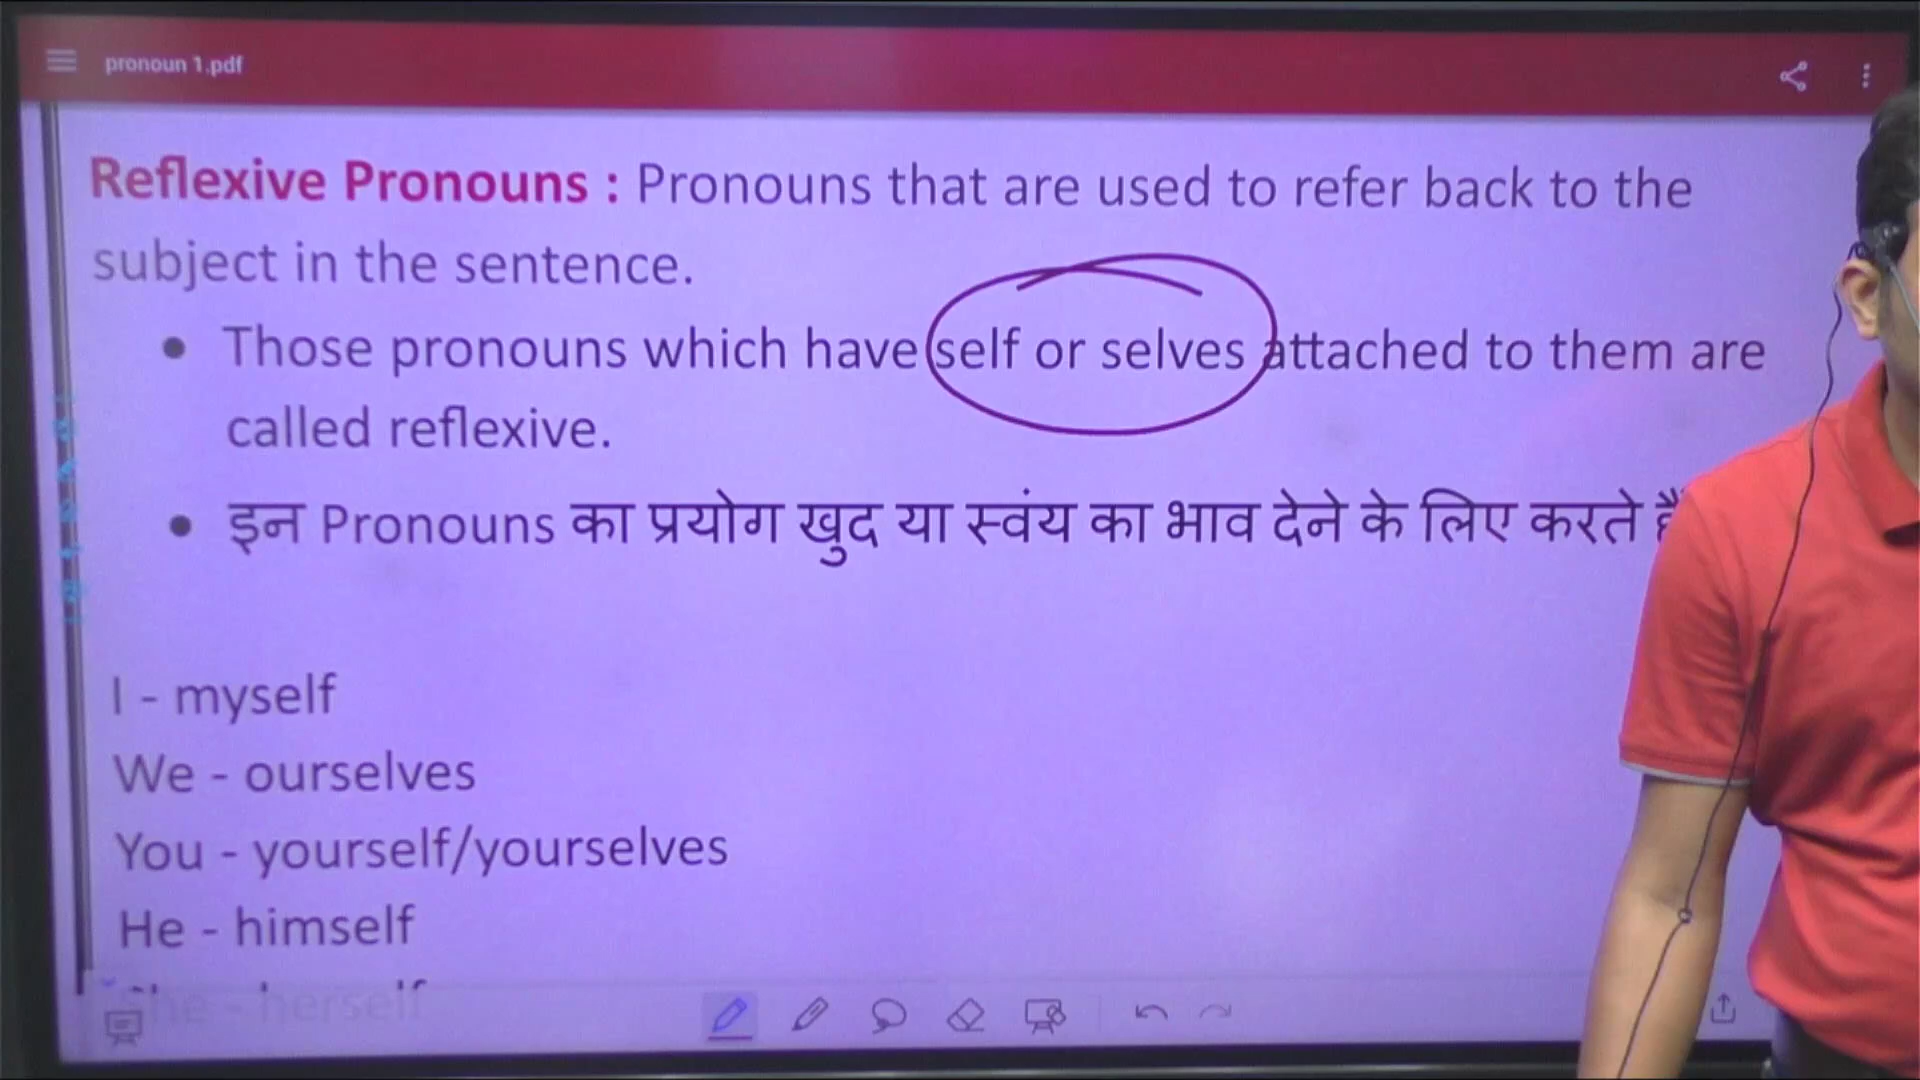 pronoun 1.pdf
Reflexive Pronouns : Pronouns that are used to refer back to the
subject in the sentence.
• Those pronouns which have self or selves attached to them are
called reflexive.
• इन Pronouns का प्रयोग खुद या स्वंय का भाव देने के लिए करते
I - myself
We - ourselves
You - yourself/yourselves
He - himself
She - herself